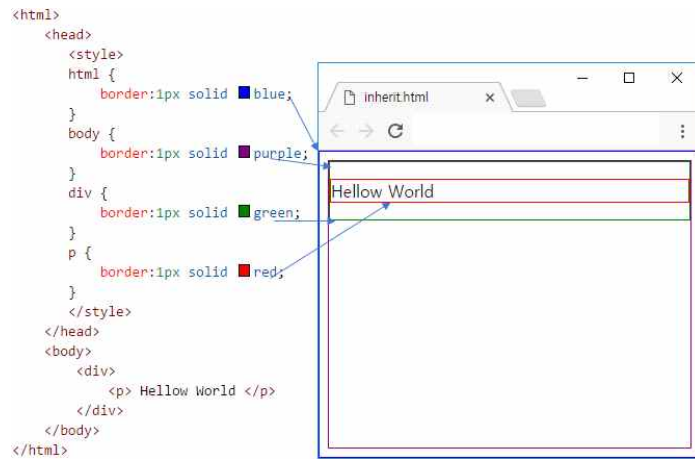 <html>
<head>
<style>
html {
border:1px solid blue;
}
body {
border:1px solid purple;
}
div {
border:1px solid green;
}
p {
border:1px solid red;
}
</style>
</head>
<body>
<div>
<p> Hellow World </p>
</div>
</body>
</html>
inherit.html
Hellow World